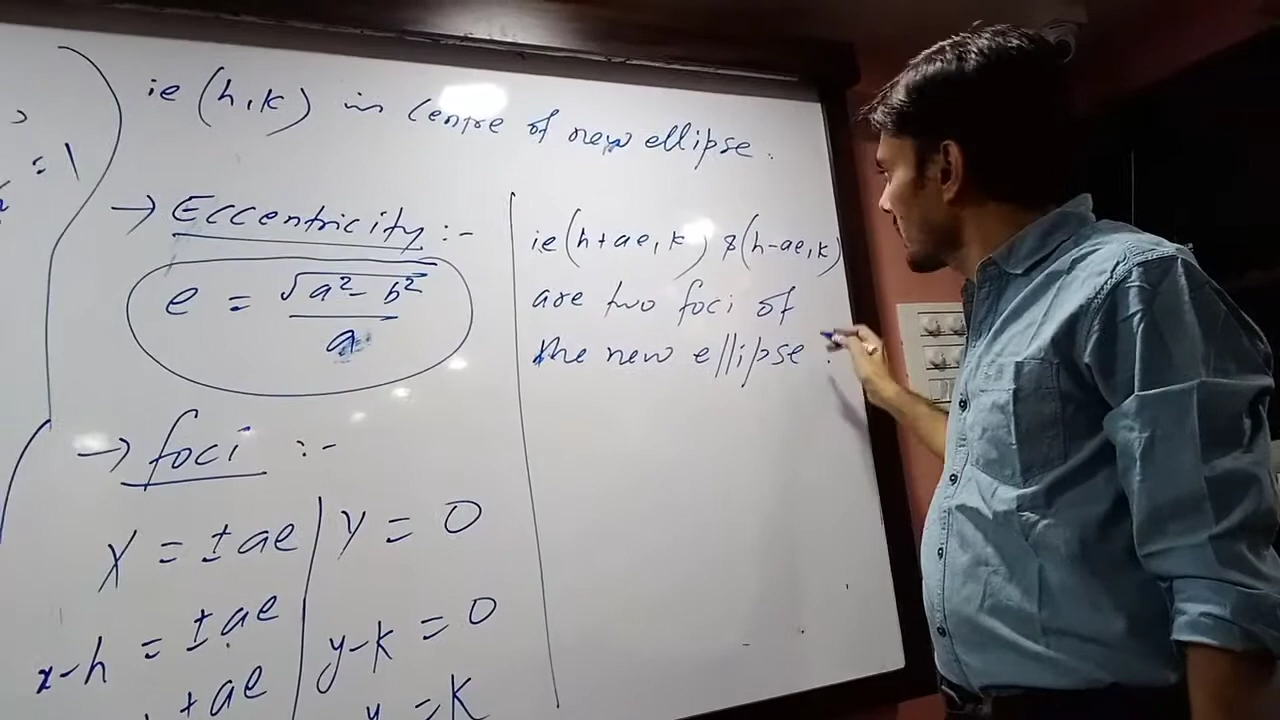 ie (h,k) is centre of new ellipse.
=1
→ Eccentricity :-
e = √a²-b² / a
→ foci :-
X = ±ae | Y = 0
x-h = ±ae | y-k = 0
±ae | y = k
ie (h+ae,k) & (h-ae,k)
are two foci of
the new ellipse.